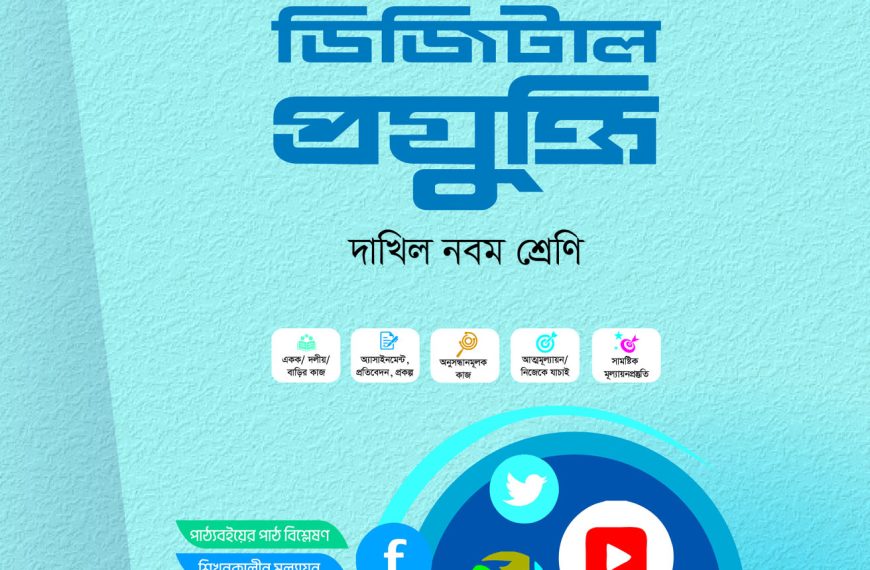 ডিজিটাল
প্রযুক্তি
দাখিল নবম শ্রেণি
একক/ দলীয়/
বাড়ির কাজ
অ্যাসাইনমেন্ট,
প্রতিবেদন, প্রকল্প
অনুসন্ধানমূলক
কাজ
আত্মমূল্যায়ন/
নিজেকে যাচাই
সামষ্টিক
মূল্যায়নপ্রস্তুতি
পাঠ্যবইয়ের পাঠ বিশ্লেষণ
শিখনকালীন মূল্যায়ন